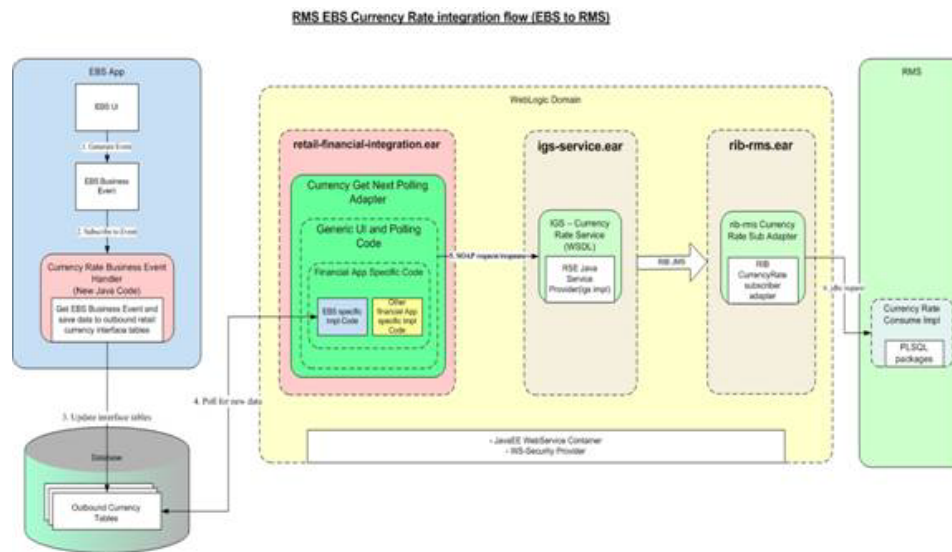 RMS EBS Currency Rate integration flow (EBS to RMS)
EBS App
EBS UI
1. Generate Event
EBS Business
Event
2. Subscribe to Event
Currency Rate Business Event
Handler
(New Java Code)
Get EBS Business Event and
save data to outbound retail
currency interface tables
3. Update interface tables
Database
Outbound Currency
Tables
4. Poll for new data
WebLogic Domain
retail-financial-integration.ear
Currency Get Next Polling
Adapter
Generic UI and Polling
Code
Financial App Specific Code
EBS specific
Impl Code
Other
financial App
specific Impl
Code
5. SOAP request/response
igs-service.ear
IGS – Currency
Rate Service
(WSDL)
RSE Java
Service
Provider(igs impl)
RIB JMS
rib-rms.ear
rib-rms Currency
Rate Sub Adapter
RIB
CurrencyRate
subscriber
adapter
6. jdbc request
RMS
Currency Rate
Consume Impl
PLSQL
packages
- JavaEE WebService Container
- WS-Security Provider